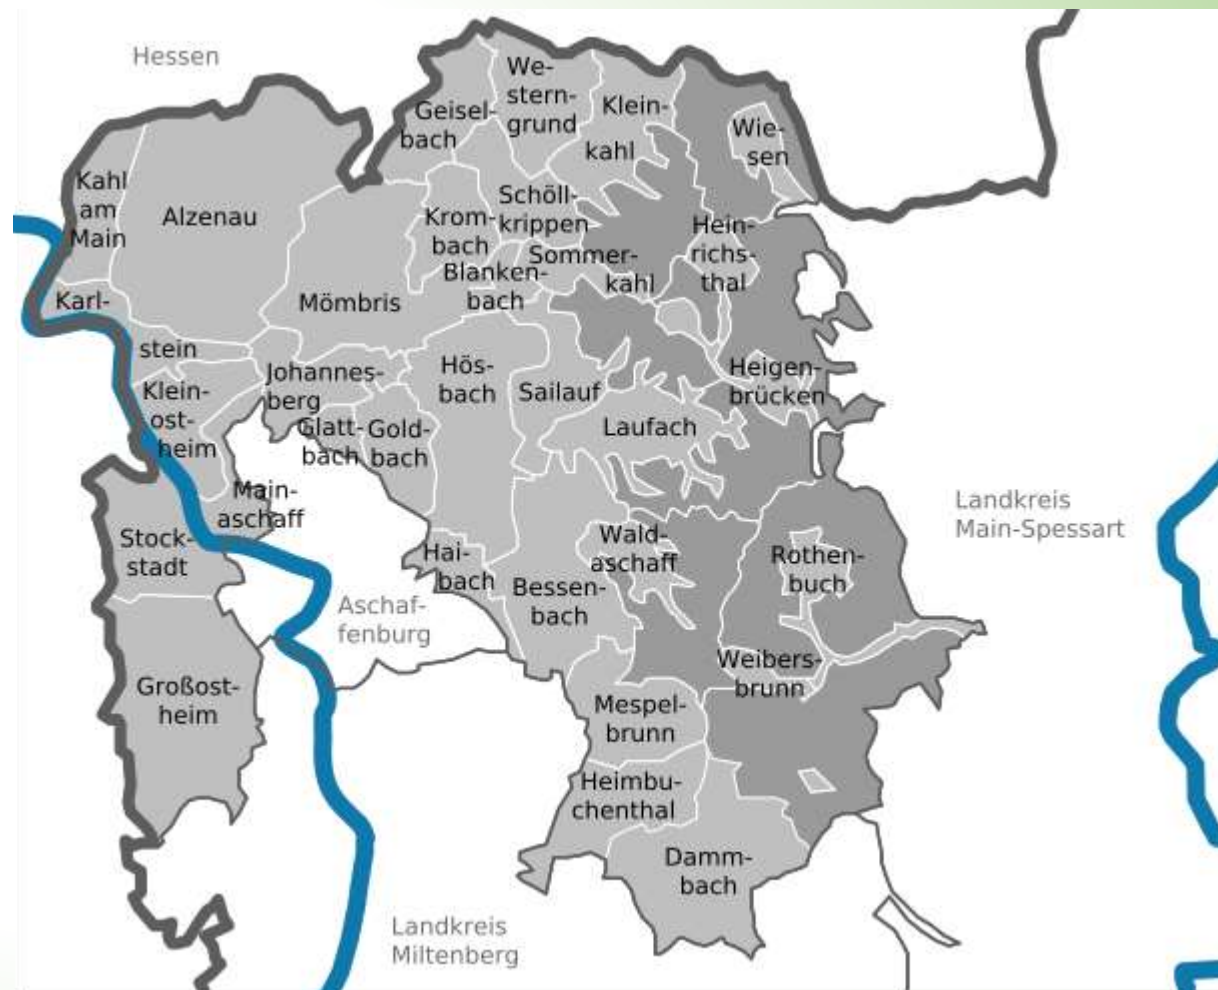 Hessen
We-
stern-
grund
Geisel-
bach
Klein-
kahl
Wie-
sen
Kahl
am
Main
Alzenau
Schöll-
krippen
Krom-
bach
Hein-
richs-
thal
Sommer-
kahl
Blanken-
bach
Karl-
stein
Mömbris
Johannes-
berg
Hös-
bach
Sailauf
Heigen-
brücken
Klein-
ost-
heim
Glatt-
bach
Gold-
bach
Laufach
Main-
aschaff
Landkreis
Main-Spessart
Stock-
stadt
Hai-
bach
Wald-
aschaff
Rothen-
buch
Bessen-
bach
Aschaf-
fenburg
Weibers-
brunn
Großost-
heim
Mespel-
brunn
Heimbu-
chenthal
Damm-
bach
Landkreis
Miltenberg